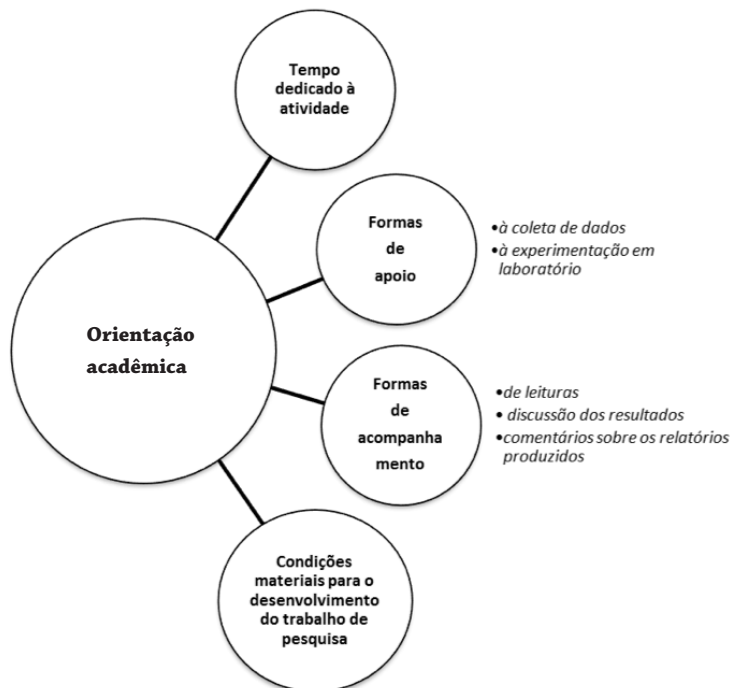 Tempo
dedicado à
atividade
Formas
de
apoio
•à coleta de dados
•à experimentação em
laboratório
Orientação
acadêmica
Formas
de
acompanha
mento
•de leituras
• discussão dos resultados
•comentários sobre os relatórios
produzidos
Condições
materiais para o
desenvolvimento
do trabalho de
pesquisa